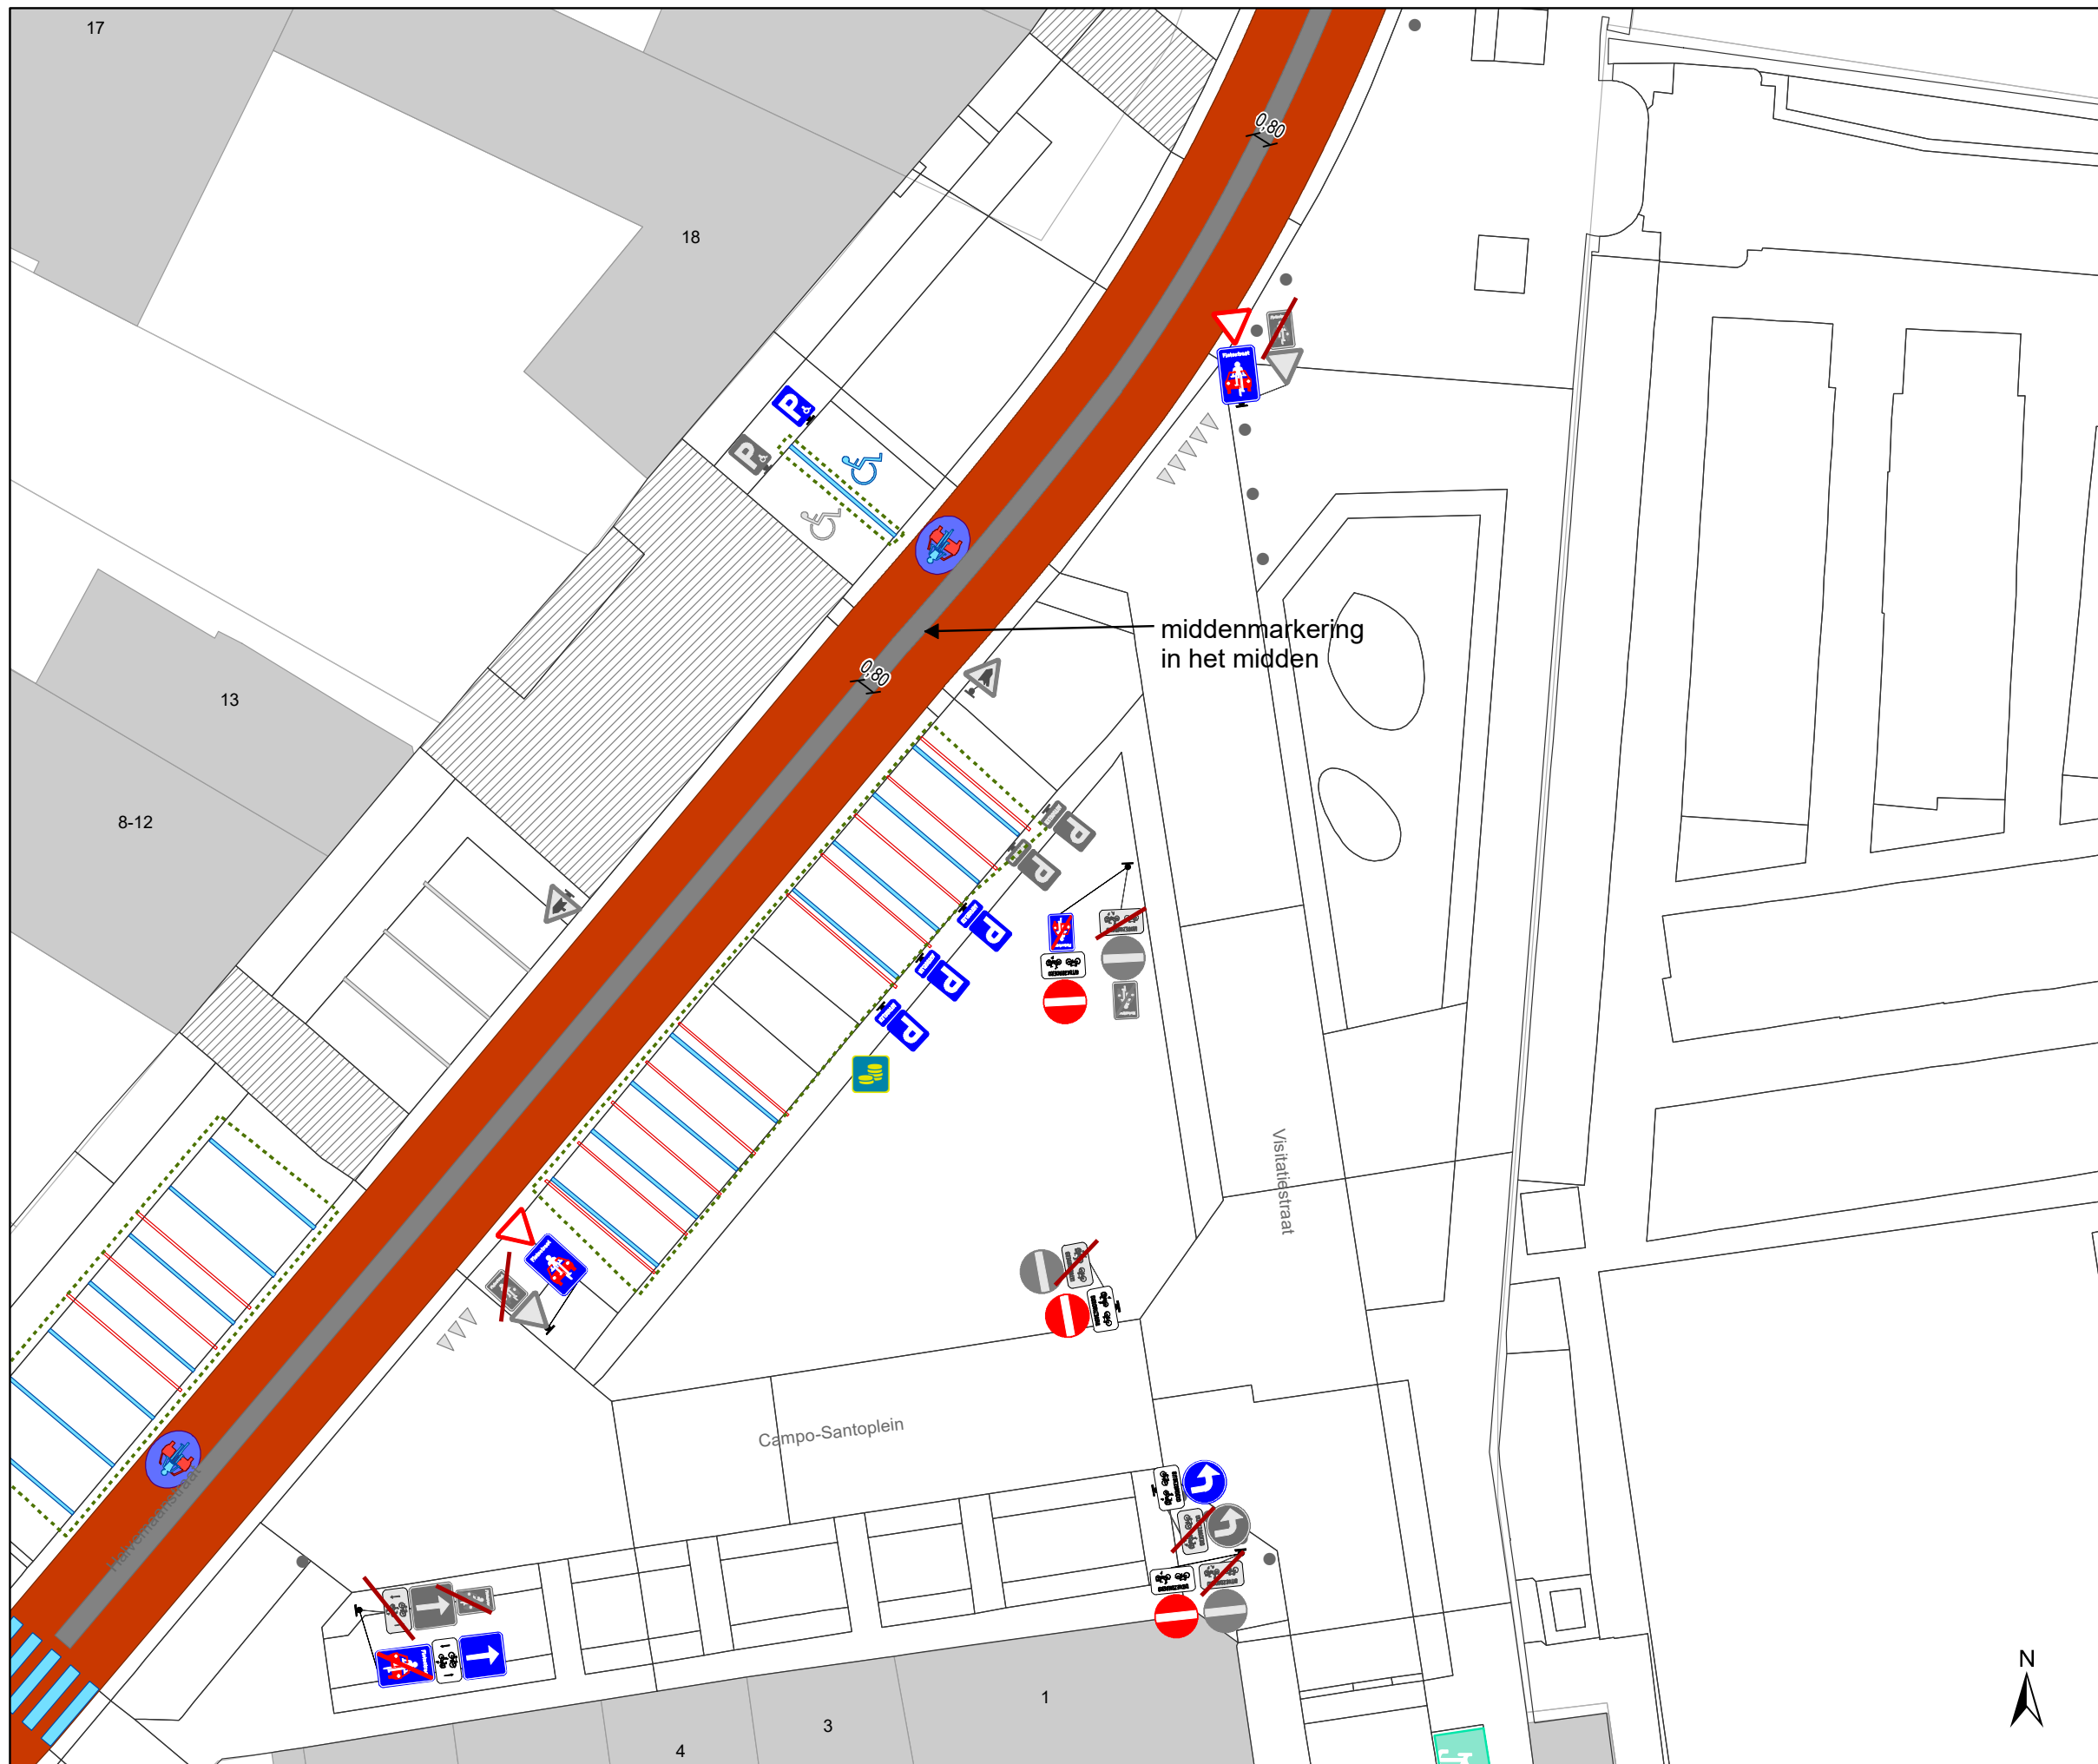 17
0,80
18
P
P
middenmarkering
in het midden
0,80
13
8-12
P
P
P
P
P
Visitatiestraat
Campo-Santoplein
Halvemaanstraat
1
3
4
N